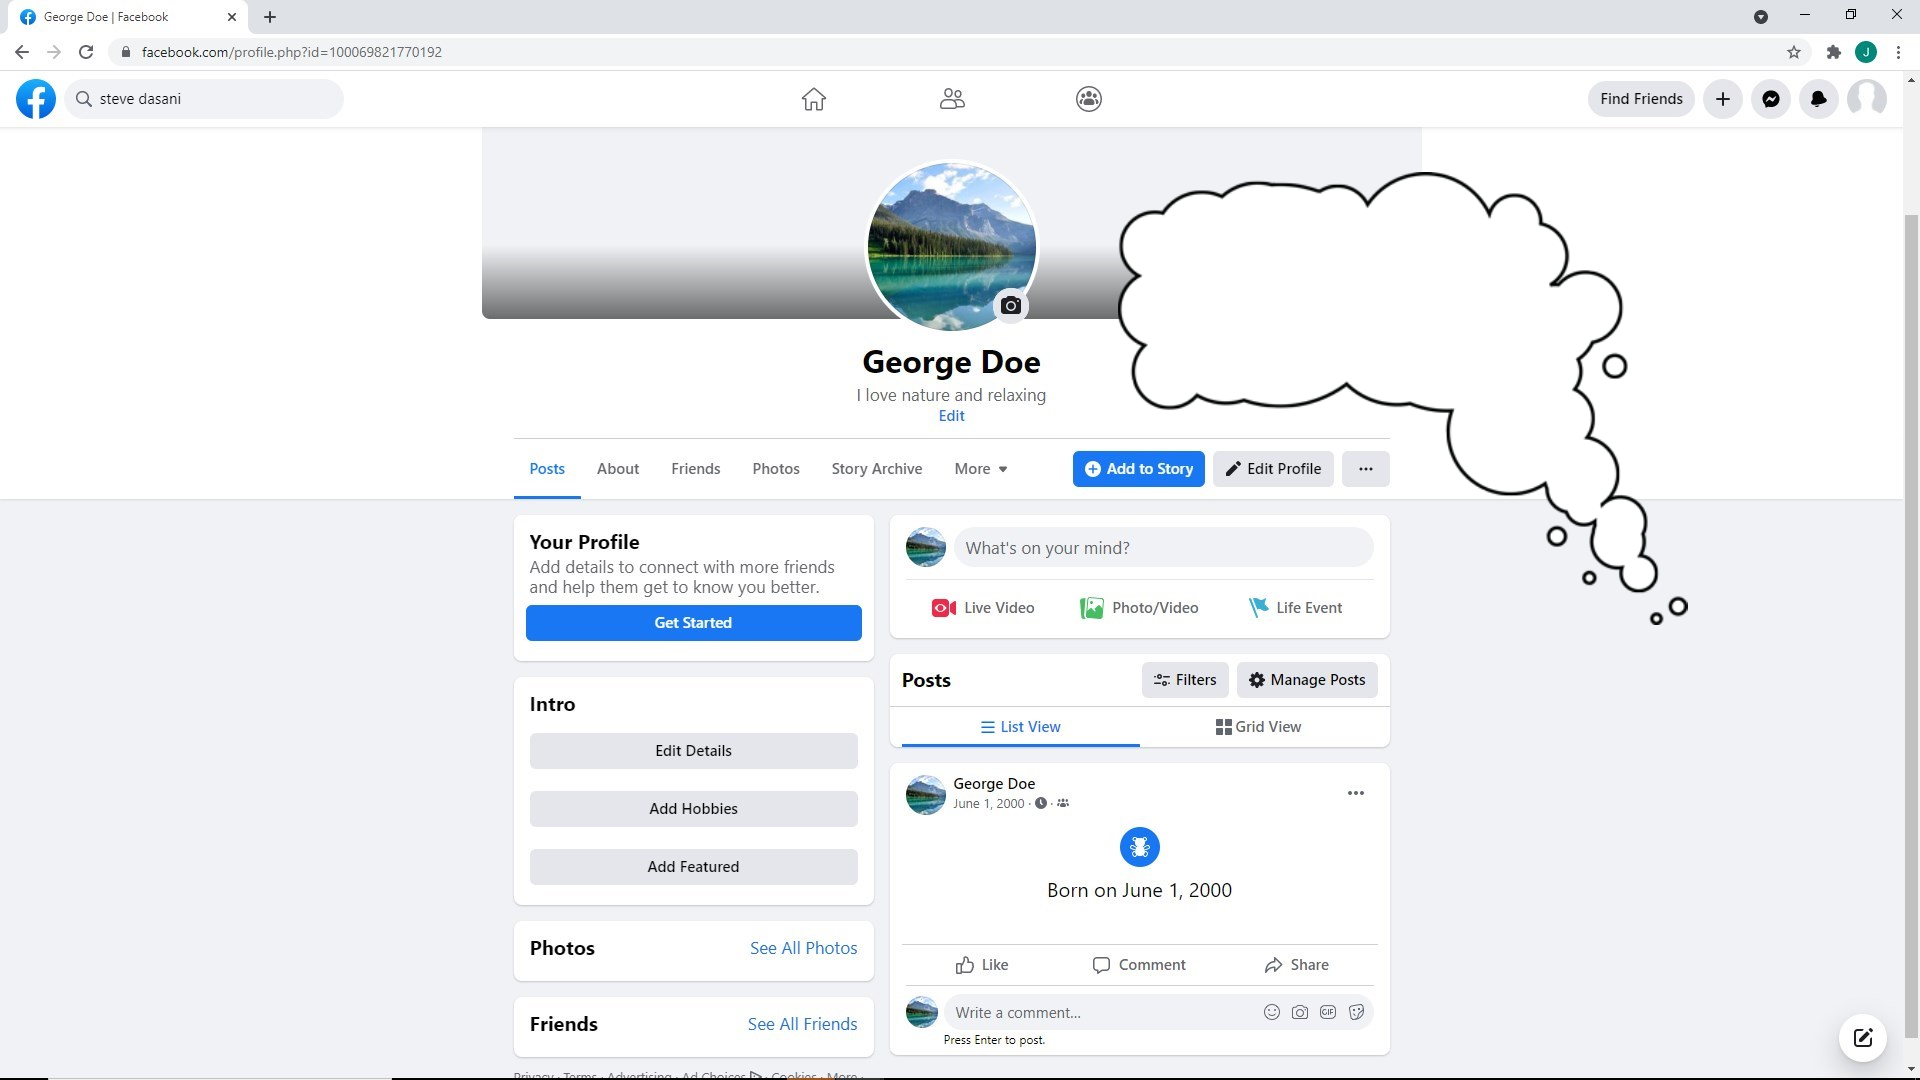 George Doe | Facebook
facebook.com/profile.php?id=100069821770192
J
steve dasani
Find Friends
George Doe
I love nature and relaxing
Edit
Posts
About
Friends
Photos
Story Archive
More
Add to Story
Edit Profile
Your Profile
Add details to connect with more friends
and help them get to know you better.
Get Started
Intro
Edit Details
Add Hobbies
Add Featured
Photos
See All Photos
Friends
See All Friends
Privacy · Terms · Advertising · Ad Choices · Cookies · More ·
What's on your mind?
Live Video
Photo/Video
Life Event
Posts
Filters
Manage Posts
List View
Grid View
George Doe
June 1, 2000 ·
Born on June 1, 2000
Like
Comment
Share
Write a comment...
GIF
Press Enter to post.